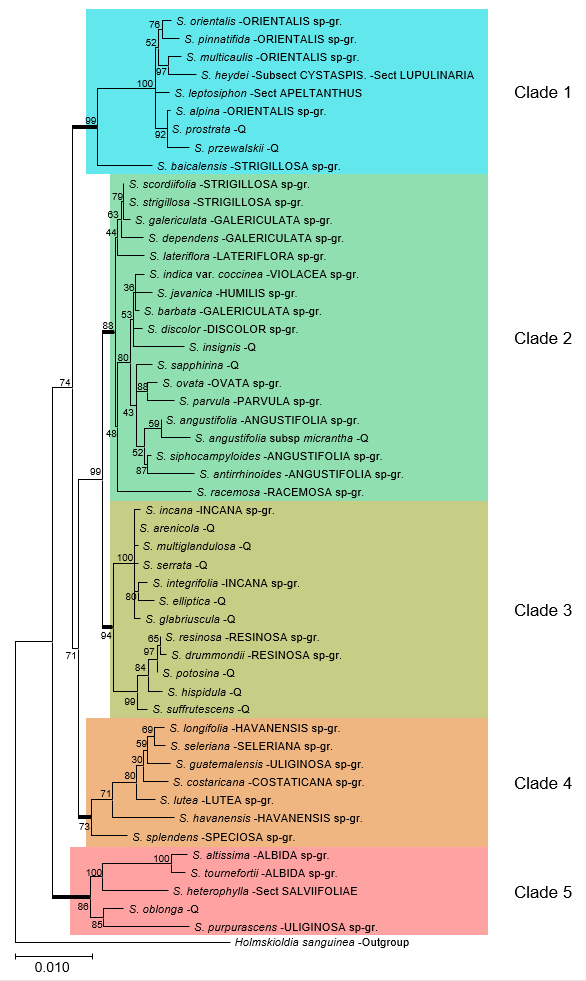 76
S. orientalis -ORIENTALIS sp-gr.
52
S. pinnatifida -ORIENTALIS sp-gr.
S. multicaulis -ORIENTALIS sp-gr.
97
S. heydei -Subsect CYSTASPIS. -Sect LUPULINARIA
100
S. leptosiphon -Sect APELTANTHUS
Clade 1
S. alpina -ORIENTALIS sp-gr.
99
S. prostrata -Q
92
S. przewalskii -Q
S. baicalensis -STRIGILLOSA sp-gr.
S. scordiifolia -STRIGILLOSA sp-gr.
79
S. strigillosa -STRIGILLOSA sp-gr.
63
S. galericulata -GALERICULATA sp-gr.
44
S. dependens -GALERICULATA sp-gr.
S. lateriflora -LATERIFLORA sp-gr.
S. indica var. coccinea -VIOLACEA sp-gr.
36
S. javanica -HUMILIS sp-gr.
53
S. barbata -GALERICULATA sp-gr.
88
S. discolor -DISCOLOR sp-gr.
Clade 2
S. insignis -Q
80
S. sapphirina -Q
74
88
S. ovata -OVATA sp-gr.
S. parvula -PARVULA sp-gr.
43
S. angustifolia -ANGUSTIFOLIA sp-gr.
59
48
S. angustifolia subsp micrantha -Q
52
S. siphocampyloides -ANGUSTIFOLIA sp-gr.
87
99
S. antirrhinoides -ANGUSTIFOLIA sp-gr.
S. racemosa -RACEMOSA sp-gr.
S. incana -INCANA sp-gr.
S. arenicola -Q
S. multiglandulosa -Q
100
S. serrata -Q
S. integrifolia -INCANA sp-gr.
80
S. elliptica -Q
Clade 3
S. glabriuscula -Q
94
65
S. resinosa -RESINOSA sp-gr.
97
S. drummondii -RESINOSA sp-gr.
71
84
S. potosina -Q
S. hispidula -Q
99
S. suffrutescens -Q
69
S. longifolia -HAVANENSIS sp-gr.
59
S. seleriana -SELERIANA sp-gr.
30
S. guatemalensis -ULIGINOSA sp-gr.
80
S. costaricana -COSTATICANA sp-gr.
Clade 4
71
S. lutea -LUTEA sp-gr.
S. havanensis -HAVANENSIS sp-gr.
73
S. splendens -SPECIOSA sp-gr.
S. altissima -ALBIDA sp-gr.
100
S. tournefortii -ALBIDA sp-gr.
100
S. heterophylla -Sect SALVIIFOLIAE
Clade 5
86
S. oblonga -Q
85
S. purpurascens -ULIGINOSA sp-gr.
Holmskioldia sanguinea -Outgroup
0.010